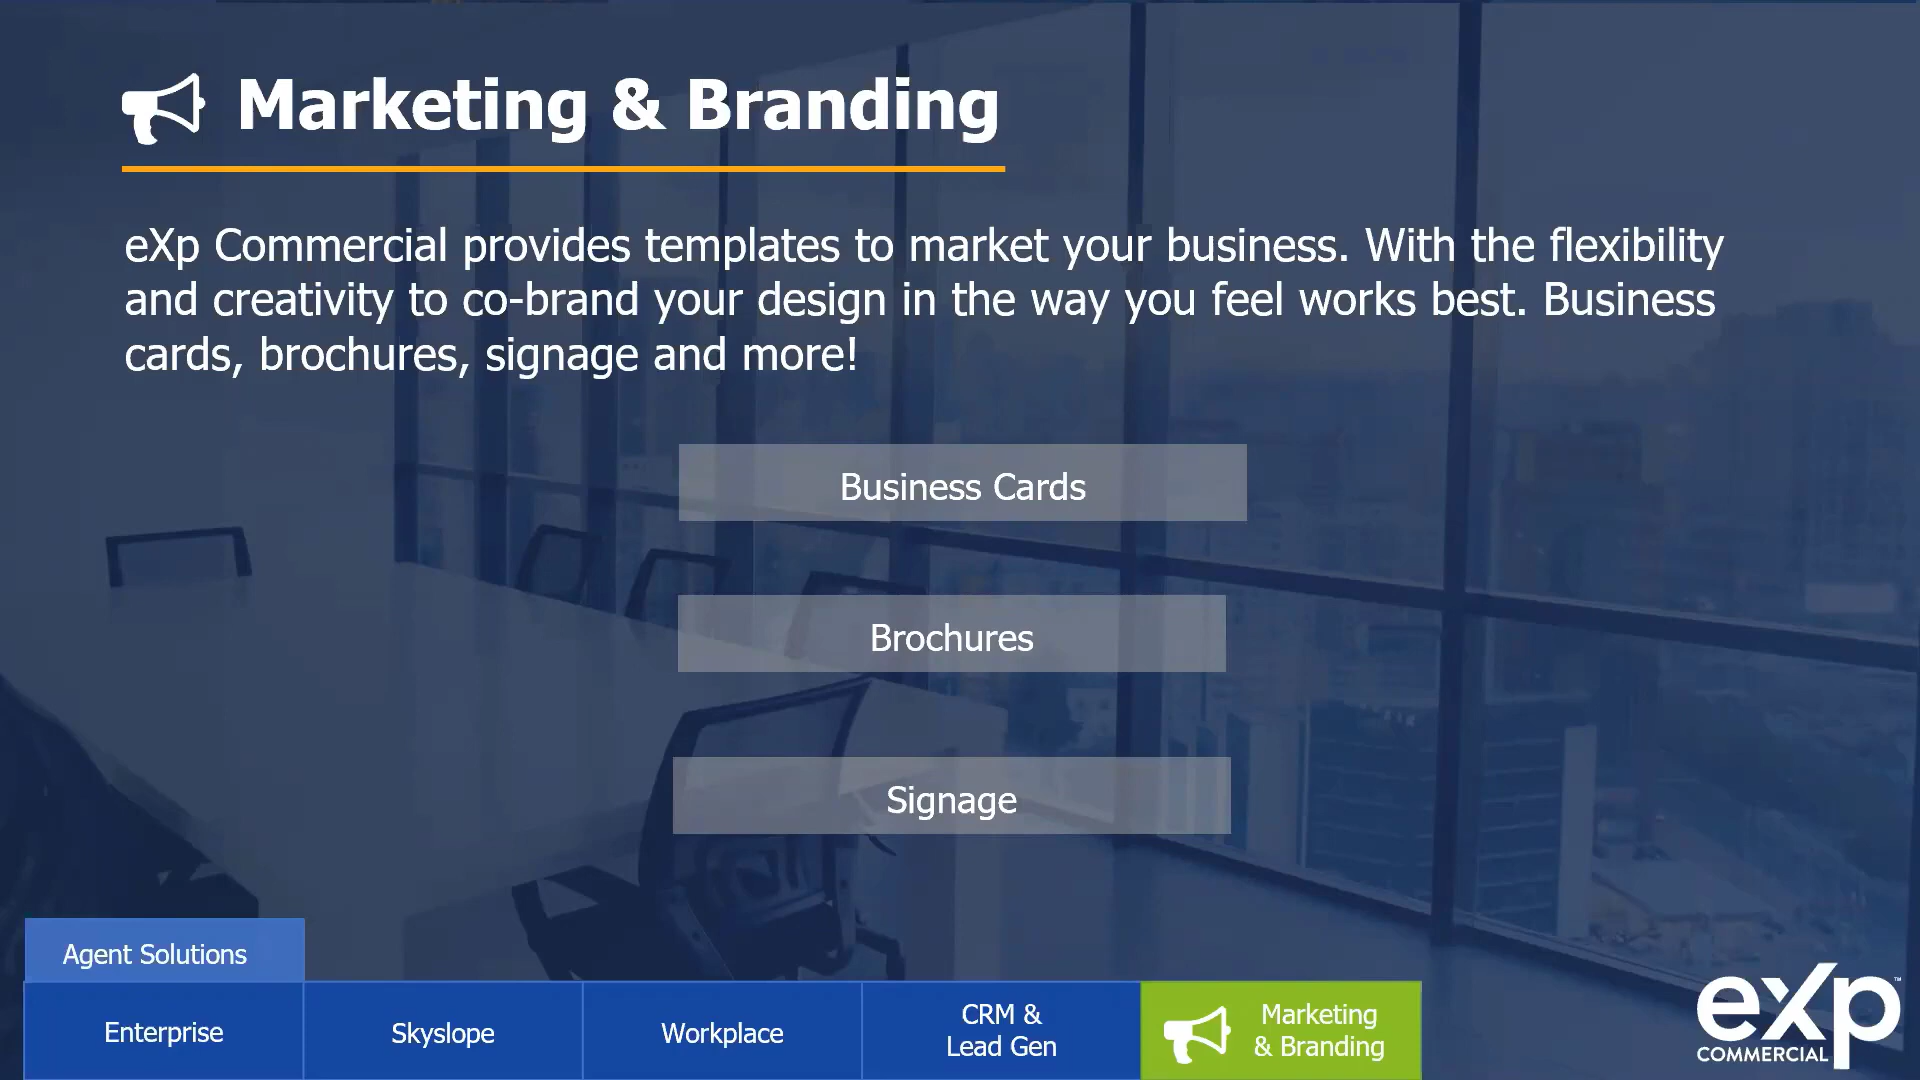 Marketing & Branding
eXp Commercial provides templates to market your business. With the flexibility
and creativity to co-brand your design in the way you feel works best. Business
cards, brochures, signage and more!
Business Cards
Brochures
Signage
Agent Solutions
Enterprise
Skyslope
Workplace
CRM &
Lead Gen
Marketing
& Branding
eXp™
COMMERCIAL